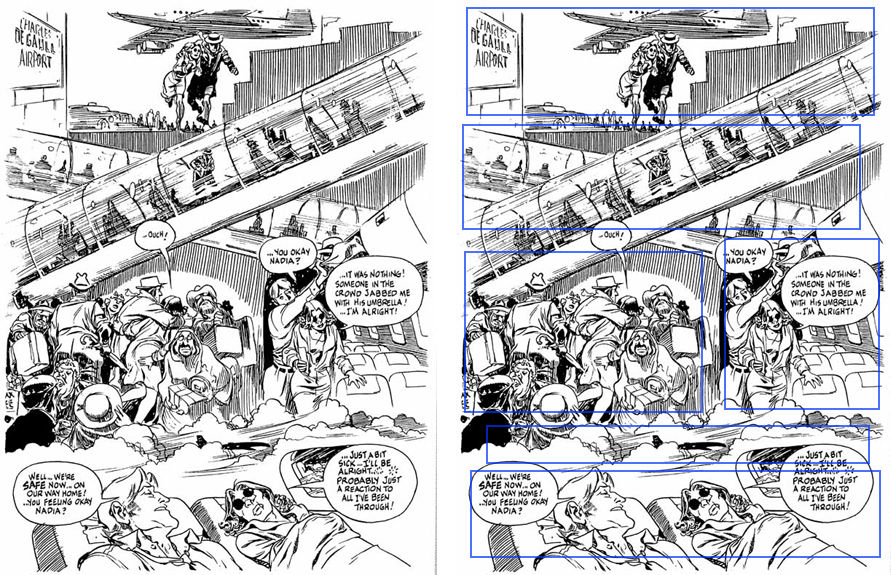 CHARLES
DE GAULLE
AIRPORT
..OUCH!
...YOU OKAY
NADIA?
...IT WAS NOTHING!
SOMEONE IN THE
CROWD JABBED ME
WITH HIS UMBRELLA!
...I'M ALRIGHT!
WELL... WE'RE
SAFE NOW... ON
OUR WAY HOME!
..YOU FEELING OKAY
NADIA?
...JUST A BIT
SICK... I'LL BE
ALRIGHT...
PROBABLY JUST
A REACTION TO
ALL I'VE BEEN
THROUGH!
CHARLES
DE GAULLE
AIRPORT
..OUCH!
...YOU OKAY
NADIA?
...IT WAS NOTHING!
SOMEONE IN THE
CROWD JABBED ME
WITH HIS UMBRELLA!
...I'M ALRIGHT!
WELL... WE'RE
SAFE NOW... ON
OUR WAY HOME!
..YOU FEELING OKAY
NADIA?
...JUST A BIT
SICK... I'LL BE
ALRIGHT...
PROBABLY JUST
A REACTION TO
ALL I'VE BEEN
THROUGH!